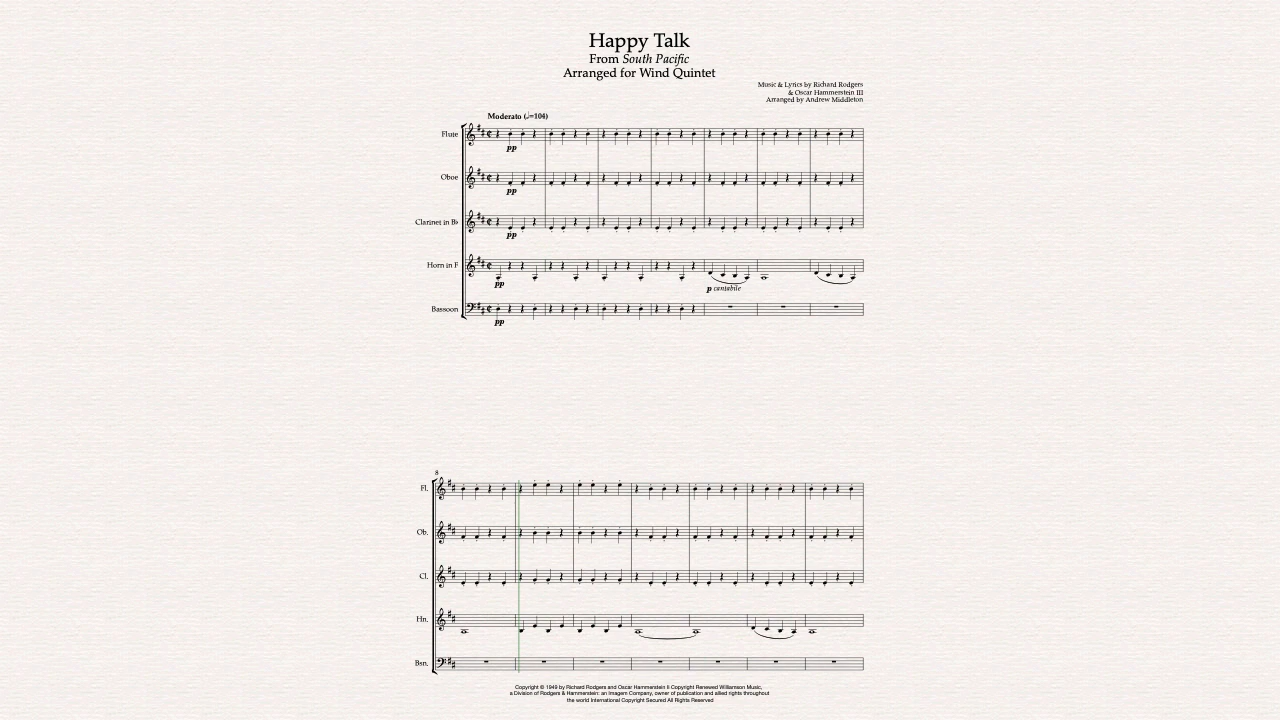 Happy Talk
From South Pacific
Arranged for Wind Quintet
Music & Lyrics by Richard Rodgers
& Oscar Hammerstein III
Arranged by Andrew Middleton
Moderato (𝅗𝅥=104)
Flute
pp
Oboe
pp
Clarinet in B♭
pp
Horn in F
pp
p cantabile
Bassoon
pp
8
Fl.
Ob.
Cl.
Hn.
Bsn.
Copyright © 1949 by Richard Rodgers and Oscar Hammerstein II Copyright Renewed Williamson Music,
a Division of Rodgers & Hammerstein: an Imagem Company, owner of publication and allied rights throughout
the world International Copyright Secured All Rights Reserved